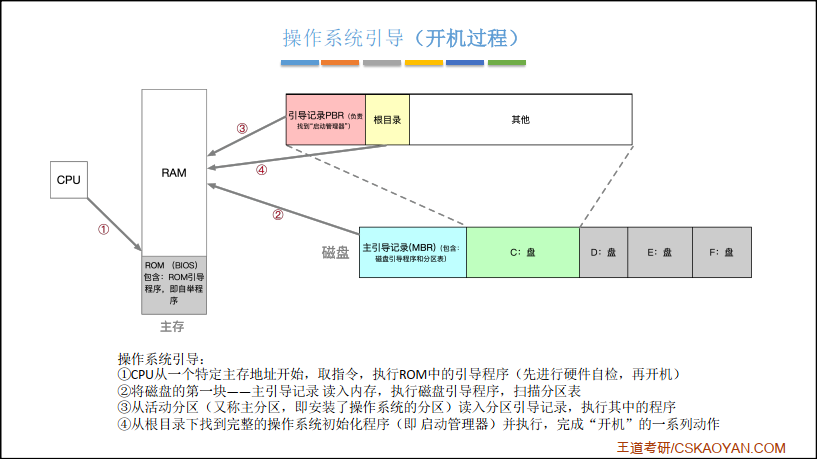 操作系统引导（开机过程）
引导记录PBR（负责
找到“启动管理器”）
根目录
其他
③
④
RAM
CPU
②
①
磁盘
主引导记录(MBR)（包含：
磁盘引导程序和分区表）
C：盘
D：盘
E：盘
F：盘
ROM （BIOS）
包含：ROM引导
程序，即自举程
序
主存
操作系统引导：
①CPU从一个特定主存地址开始，取指令，执行ROM中的引导程序（先进行硬件自检，再开机）
②将磁盘的第一块——主引导记录 读入内存，执行磁盘引导程序，扫描分区表
③从活动分区（又称主分区，即安装了操作系统的分区）读入分区引导记录，执行其中的程序
④从根目录下找到完整的操作系统初始化程序（即 启动管理器）并执行，完成“开机”的一系列动作
王道考研/CSKAOYAN.COM